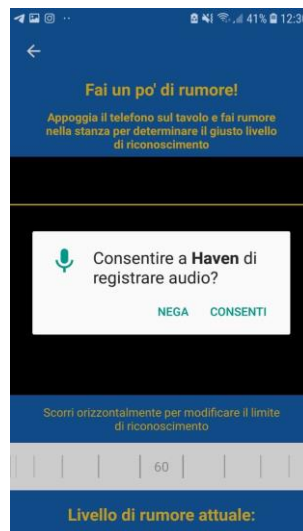 41% 12:30
Fai un po' di rumore!
Appoggia il telefono sul tavolo e fai rumore
nella stanza per determinare il giusto livello
di riconoscimento
Consentire a Haven di
registrare audio?
NEGA CONSENTI
Scorri orizzontalmente per modificare il limite
di riconoscimento
60
Livello di rumore attuale: